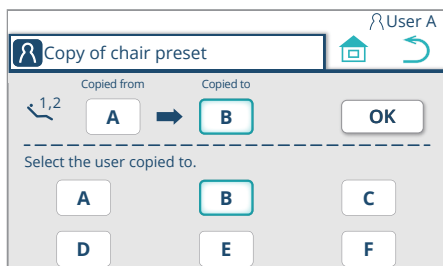 User A
Copy of chair preset
Copied from Copied to
1,2 A B OK
Select the user copied to.
A B C
D E F